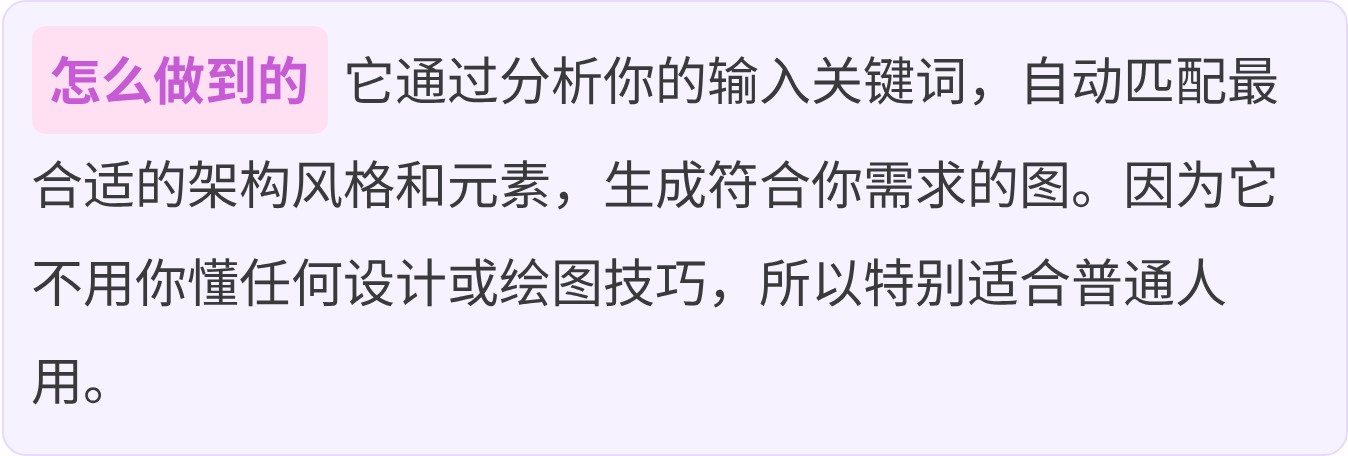 怎么做到的 它通过分析你的输入关键词，自动匹配最
合适的架构风格和元素，生成符合你需求的图。因为它
不用你懂任何设计或绘图技巧，所以特别适合普通人
用。